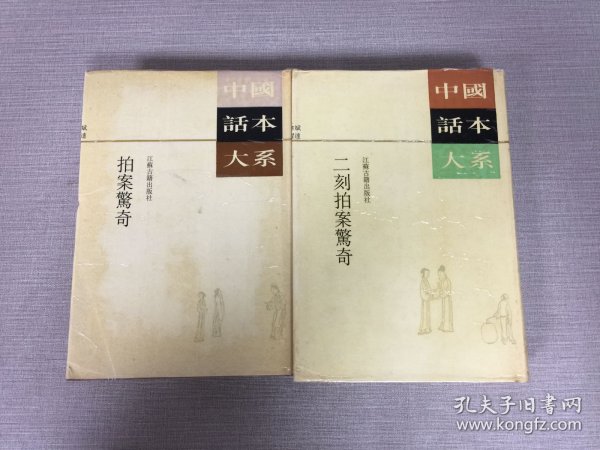 中國
話本
大系
拍案驚奇
江蘇古籍出版社
中國
話本
大系
二刻拍案驚奇
江蘇古籍出版社
孔夫子旧书网
www.kongfz.com